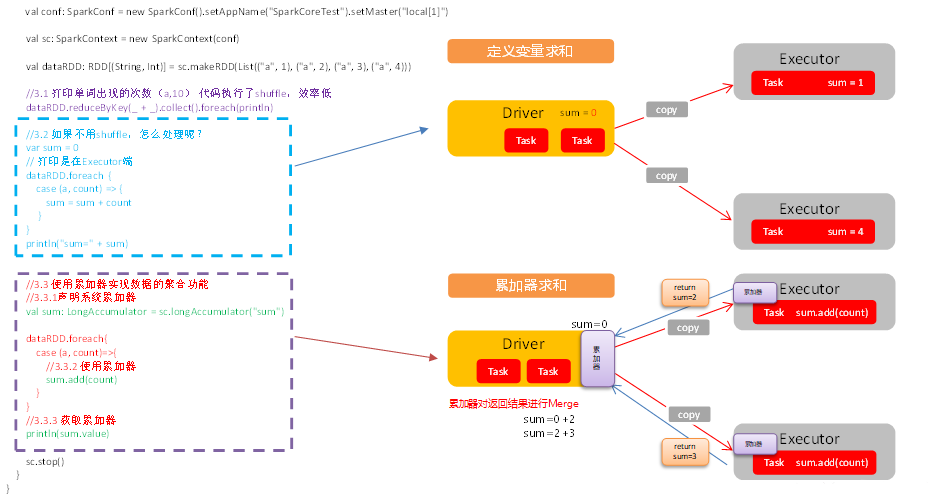 val conf: SparkConf = new SparkConf().setAppName("SparkCoreTest").setMaster("local[1]")
val sc: SparkContext = new SparkContext(conf)
val dataRDD: RDD[(String, Int)] = sc.makeRDD(List(("a", 1), ("a", 2), ("a", 3), ("a", 4)))
//3.1 打印单词出现的次数（a,10） 代码执行了shuffle，效率低
dataRDD.reduceByKey(_ + _).collect().foreach(println)
//3.2 如果不用shuffle，怎么处理呢？
var sum = 0
// 打印是在Executor端
dataRDD.foreach {
case (a, count) => {
sum = sum + count
}
}
println("sum=" + sum)
//3.3 使用累加器实现数据的聚合功能
//3.3.1声明系统累加器
val sum: LongAccumulator = sc.longAccumulator("sum")
dataRDD.foreach{
case (a, count)=>{
//3.3.2 使用累加器
sum.add(count)
}
}
//3.3.3 获取累加器
println(sum.value)
sc.stop()
}
}
定义变量求和
Driver
sum = 0
Task
Task
copy
copy
Executor
Task
sum = 1
Executor
Task
sum = 4
累加器求和
sum=0
Driver
Task
Task
累加器
累加器对返回结果进行Merge
sum=0 +2
sum=2 +3
return
sum=2
copy
累加器
Executor
Task
sum.add(count)
copy
return
sum=3
累加器
Executor
Task
sum.add(count)